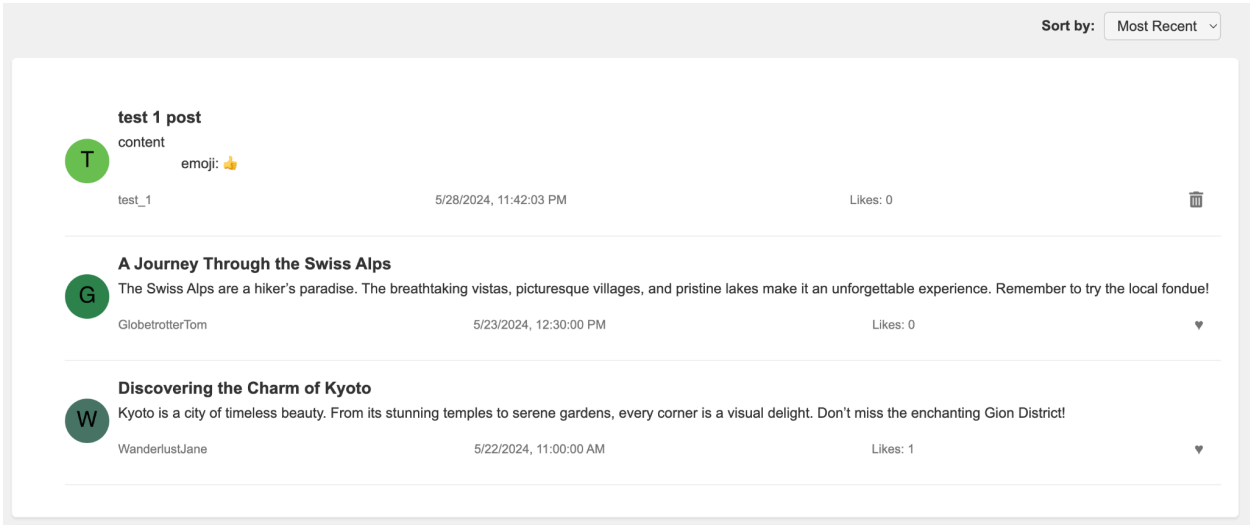 Sort by: Most Recent
test 1 post
content
T
emoji: 👍
test_1 5/28/2024, 11:42:03 PM Likes: 0
A Journey Through the Swiss Alps
G
The Swiss Alps are a hiker’s paradise. The breathtaking vistas, picturesque villages, and pristine lakes make it an unforgettable experience. Remember to try the local fondue!
GlobetrotterTom 5/23/2024, 12:30:00 PM Likes: 0 ♥
Discovering the Charm of Kyoto
W
Kyoto is a city of timeless beauty. From its stunning temples to serene gardens, every corner is a visual delight. Don’t miss the enchanting Gion District!
WanderlustJane 5/22/2024, 11:00:00 AM Likes: 1 ♥